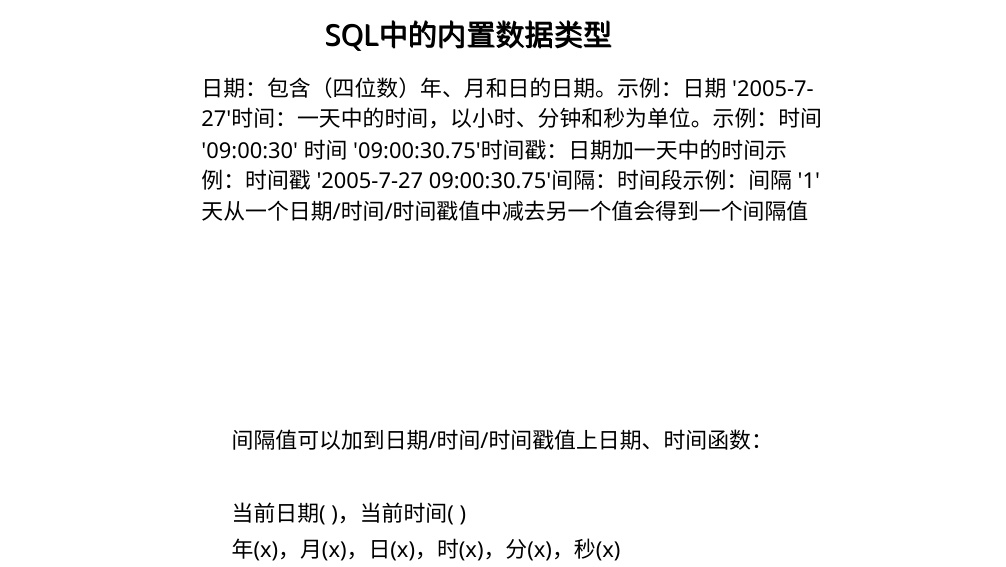 SQL中的内置数据类型
日期：包含（四位数）年、月和日的日期。示例：日期 '2005-7-
27'时间：一天中的时间，以小时、分钟和秒为单位。示例：时间
'09:00:30' 时间 '09:00:30.75'时间戳：日期加一天中的时间示
例：时间戳 '2005-7-27 09:00:30.75'间隔：时间段示例：间隔 '1'
天从一个日期/时间/时间戳值中减去另一个值会得到一个间隔值
间隔值可以加到日期/时间/时间戳值上日期、时间函数：
当前日期( )，当前时间( )
年(x)，月(x)，日(x)，时(x)，分(x)，秒(x)